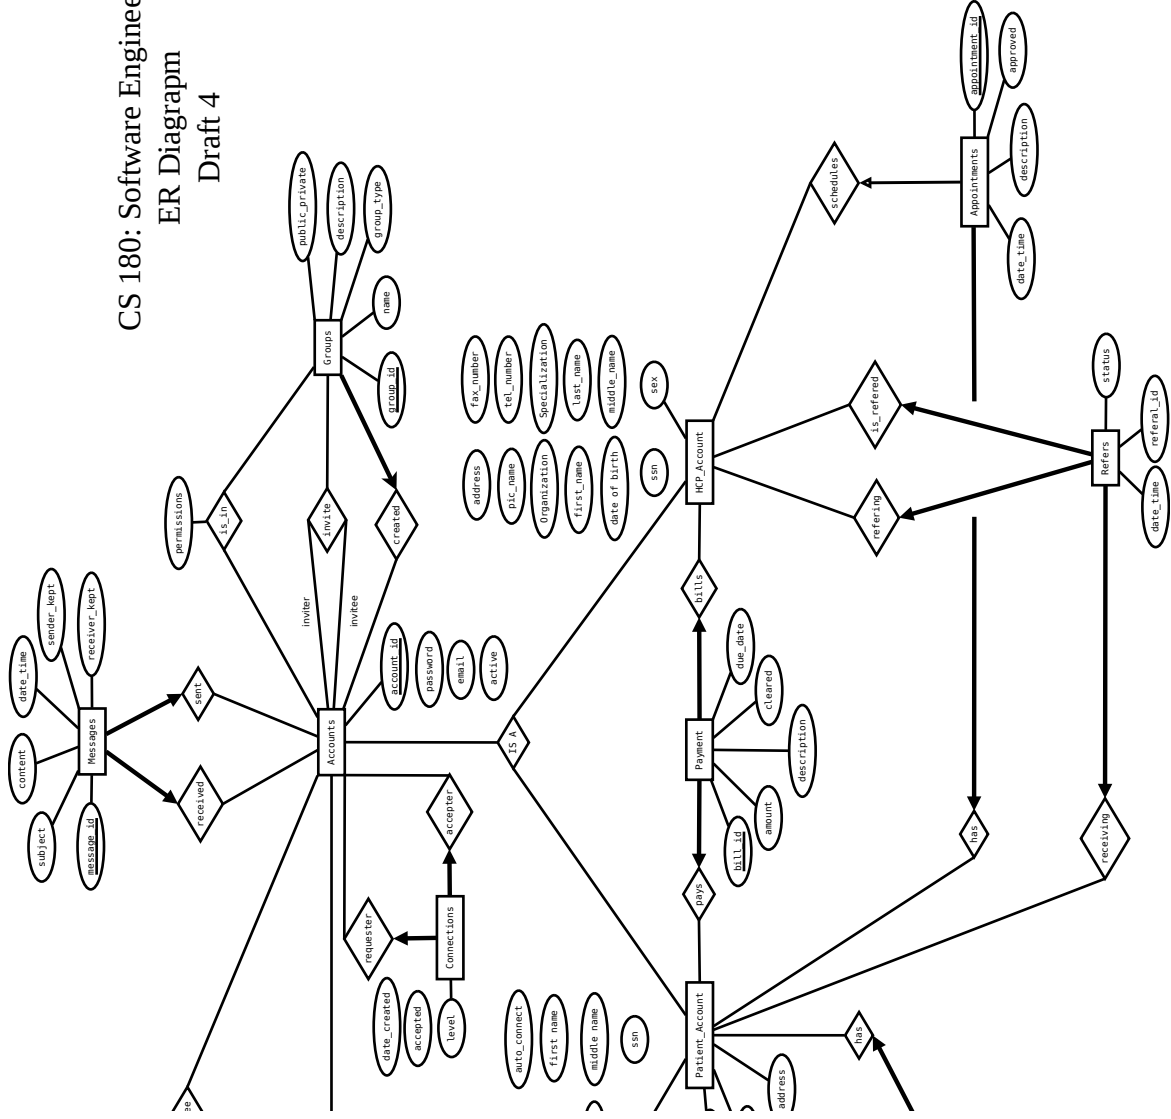 CS 180: Software Enginee
ER Diagrapm
Draft 4
public_private
description
group_type
name
group_id
Groups
permissions
is_in
invite
created
inviter
invitee
sender_kept
receiver_kept
date_time
content
subject
message_id
Messages
sent
received
Accounts
account_id
password
email
active
IS A
accepter
requester
Connections
date_created
accepted
level
fax_number
tel_number
Specialization
last_name
middle_name
sex
address
pic_name
Organization
first_name
date of birth
ssn
HCP_Account
schedules
Appointments
appointment_id
approved
description
date_time
is_refered
refering
Refers
status
referal_id
date_time
bills
Payment
due_date
cleared
description
amount
bill_id
pays
has
receiving
Patient_Account
auto_connect
first name
middle name
ssn
has
address
ee